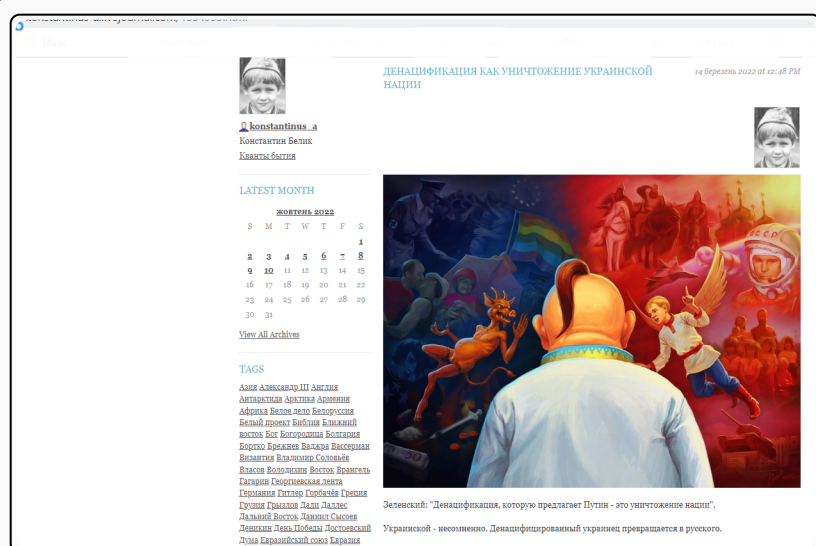 ДЕНАЦИФИКАЦИЯ КАК УНИЧТОЖЕНИЕ УКРАИНСКОЙ
НАЦИИ
14 березень 2022 at 12:48 PM
konstantinus_a
Константин Белик
Кванты бытия
LATEST MONTH
жовтень 2022
S M T W T F S
1
2 3 4 5 6 7 8
9 10 11 12 13 14 15
16 17 18 19 20 21 22
23 24 25 26 27 28 29
30 31
View All Archives
TAGS
Азия Александр III Англия
Антарктида Арктика Армения
Африка Белое дело Белоруссия
Белый проект Библия Ближний
восток Бог Богородица Болгария
Бортко Брежнев Ваджра Вассерман
Византия Владимир Соловьёв
Власов Володихин Восток Врангель
Гагарин Георгиевская лента
Германия Гитлер Горбачёв Греция
Грузия Грызлов Дали Даллес
Дальний Восток Даниил Сысоев
Деникин День Победы Достоевский
Дума Евразийский союз Евразия
СССР
Зеленский: "Денацификация, которую предлагает Путин - это уничтожение нации".
Украинской - несомненно. Денацифицированный украинец превращается в русского.